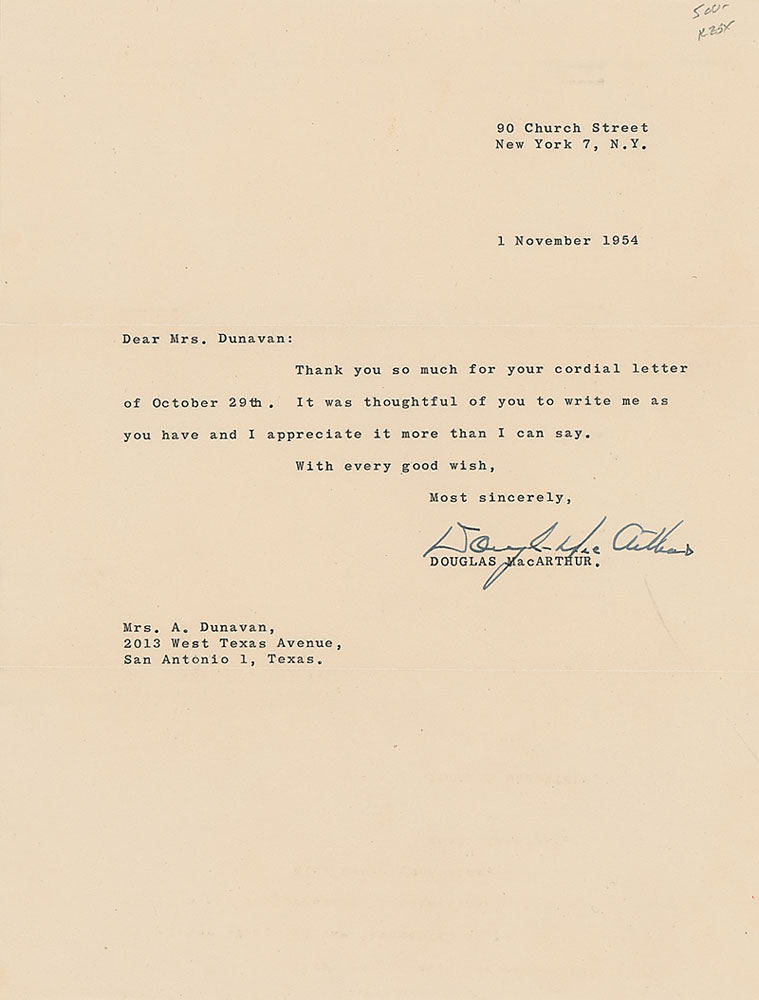 90 Church Street
New York 7, N.Y.
1 November 1954
Dear Mrs. Dunavan:
Thank you so much for your cordial letter
of October 29th. It was thoughtful of you to write me as
you have and I appreciate it more than I can say.
With every good wish,
Most sincerely,
Douglas MacArthur
DOUGLAS MacARTHUR.
Mrs. A. Dunavan,
2013 West Texas Avenue,
San Antonio 1, Texas.